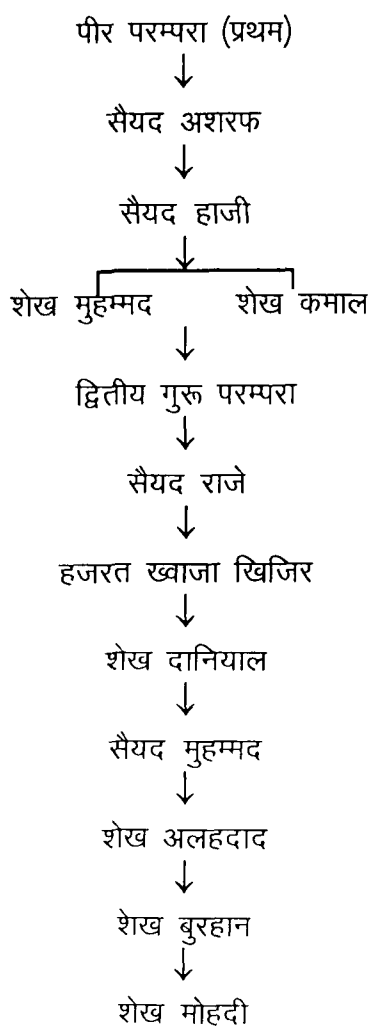 पीर परम्परा (प्रथम)
सैयद अशरफ
सैयद हाजी
शेख मुहम्मद शेख कमाल
द्वितीय गुरू परम्परा
सैयद राजे
हजरत ख्वाजा खिजिर
शेख दानियाल
सैयद मुहम्मद
शेख अलहदाद
शेख बुरहान
शेख मोहदी